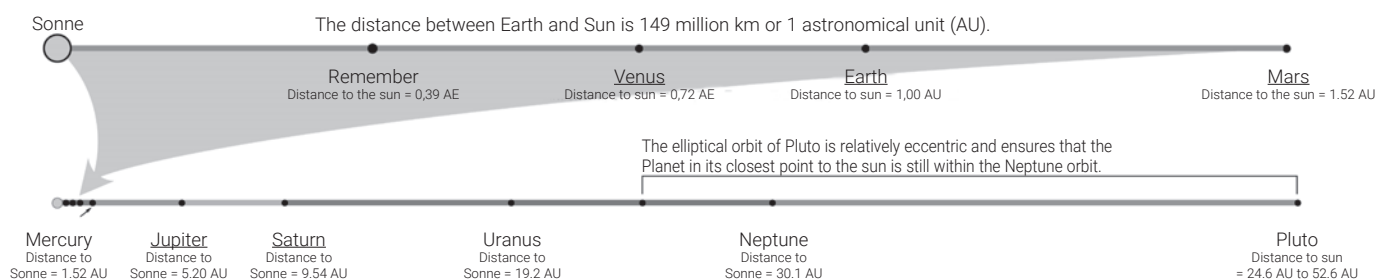 Sonne
The distance between Earth and Sun is 149 million km or 1 astronomical unit (AU).
Remember
Distance to the sun = 0,39 AE
Venus
Distance to sun = 0,72 AE
Earth
Distance to sun = 1,00 AU
Mars
Distance to the sun = 1.52 AU
The elliptical orbit of Pluto is relatively eccentric and ensures that the
Planet in its closest point to the sun is still within the Neptune orbit.
Mercury
Distance to
Sonne = 1.52 AU
Jupiter
Distance to
Sonne = 5.20 AU
Saturn
Distance to
Sonne = 9.54 AU
Uranus
Distance to
Sonne = 19.2 AU
Neptune
Distance to
Sonne = 30.1 AU
Pluto
Distance to sun
= 24.6 AU to 52.6 AU